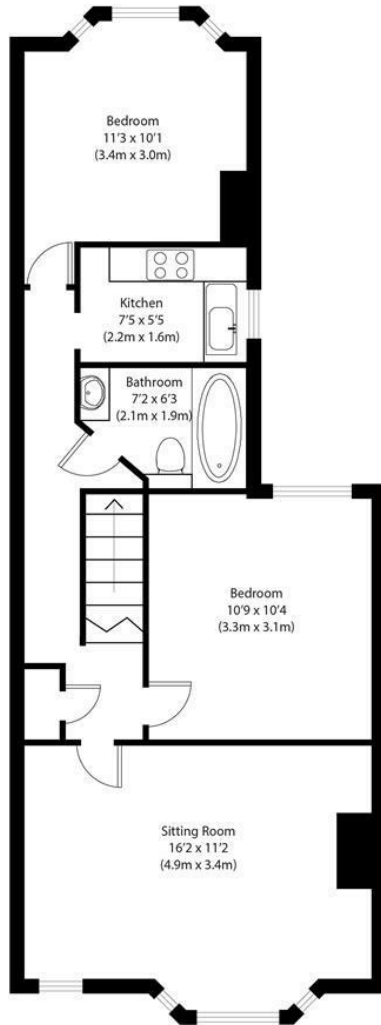 Bedroom
11'3 x 10'1
(3.4m x 3.0m)
Kitchen
7'5 x 5'5
(2.2m x 1.6m)
Bathroom
7'2 x 6'3
(2.1m x 1.9m)
Bedroom
10'9 x 10'4
(3.3m x 3.1m)
Sitting Room
16'2 x 11'2
(4.9m x 3.4m)